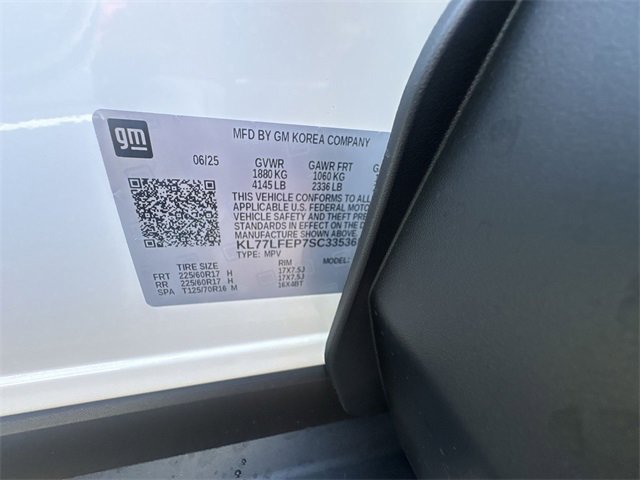 gm
MFD BY GM KOREA COMPANY
06/25 GVWR GAWR FRT
1880 KG 1060 KG
4145 LB 2336 LB
THIS VEHICLE CONFORMS TO ALL
APPLICABLE U.S. FEDERAL MOTOR
VEHICLE SAFETY AND THEFT
STANDARDS IN EFFECT ON
MANUFACTURE SHOWN ABOVE.
KL77LFEP7SC33536
TYPE: MPV
TIRE SIZE RIM
FRT 225/60R17 H 17X7.5J
RR 225/60R17 H 17X7.5J
SPA T125/70R16 M 16X4BT